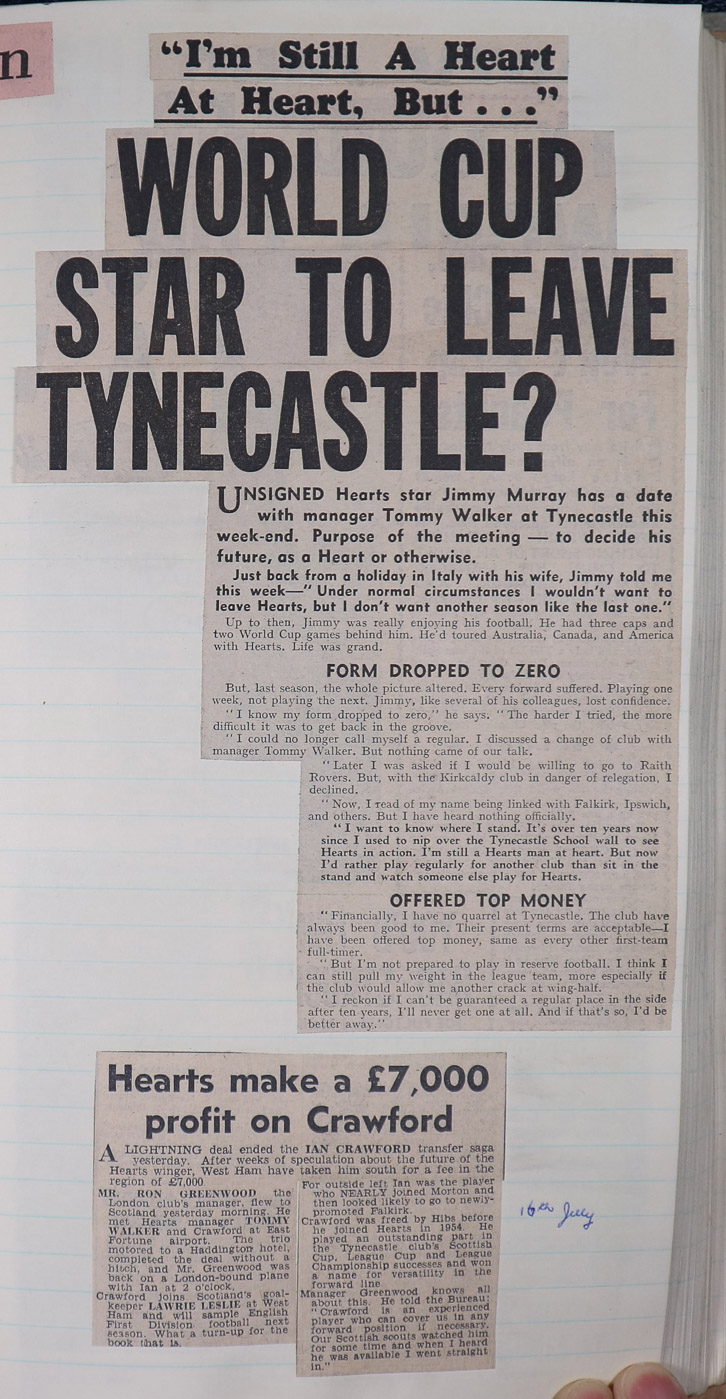 n
"I'm Still A Heart
At Heart, But . . ."
WORLD CUP
STAR TO LEAVE
TYNECASTLE?
UNSIGNED Hearts star Jimmy Murray has a date
with manager Tommy Walker at Tynecastle this
week-end. Purpose of the meeting — to decide his
future, as a Heart or otherwise.
Just back from a holiday in Italy with his wife, Jimmy told me
this week—" Under normal circumstances I wouldn't want to
leave Hearts, but I don't want another season like the last one."
Up to then, Jimmy was really enjoying his football. He had three caps and
two World Cup games behind him. He'd toured Australia, Canada, and America
with Hearts. Life was grand.
FORM DROPPED TO ZERO
But, last season, the whole picture altered. Every forward suffered. Playing one
week, not playing the next, Jimmy, like several of his colleagues, lost confidence.
" I know my form dropped to zero," he says. " The harder I tried, the more
difficult it was to get back in the groove.
" I could no longer call myself a regular. I discussed a change of club with
manager Tommy Walker. But nothing came of our talk.
" Later I was asked if I would be willing to go to Raith
Rovers. But, with the Kirkcaldy club in danger of relegation, I
declined.
" Now, I read of my name being linked with Falkirk, Ipswich,
and others. But I have heard nothing officially.
" I want to know where I stand. It's over ten years now
since I used to nip over the Tynecastle School wall to see
Hearts in action. I'm still a Hearts man at heart. But now
I'd rather play regularly for another club than sit in the
stand and watch someone else play for Hearts.
OFFERED TOP MONEY
" Financially, I have no quarrel at Tynecastle. The club have
always been good to me. Their present terms are acceptable—I
have been offered top money, same as every other first-team
full-timer.
" But I'm not prepared to play in reserve football. I think I
can still pull my weight in the league team, more especially if
the club would allow me another crack at wing-half.
" I reckon if I can't be guaranteed a regular place in the side
after ten years, I'll never get one at all. And if that's so, I'd be
better away."
Hearts make a £7,000
profit on Crawford
A LIGHTNING deal ended the IAN CRAWFORD transfer saga
yesterday. After weeks of speculation about the future of the
Hearts winger, West Ham have taken him south for a fee in the
region of £7,000
MR. RON GREENWOOD the
London club's manager, flew to
Scotland yesterday morning. He
met Hearts manager TOMMY
WALKER and Crawford at East
Fortune airport. The trio
motored to a Haddington hotel,
completed the deal without a
hitch, and Mr. Greenwood was
back on a London-bound plane
with Ian at 2 o'clock.
Crawford joins Scotland's goal-
keeper LAWRIE LESLIE at West
Ham and will sample English
First Division football next
season. What a turn-up for the
book that is.
For outside left Ian was the player
who NEARLY joined Morton and
then looked likely to go to newly-
promoted Falkirk.
Crawford was freed by Hibs before
he joined Hearts in 1954. He
played an outstanding part in
the Tynecastle club's Scottish
Cup, League Cup and League
Championship successes and won
a name for versatility in the
forward line.
Manager Greenwood knows all
about this. He told the Bureau:
" Crawford is an experienced
player who can cover us in any
forward position if necessary.
Our Scottish scouts watched him
for some time and when I heard
he was available I went straight
in."
16th July